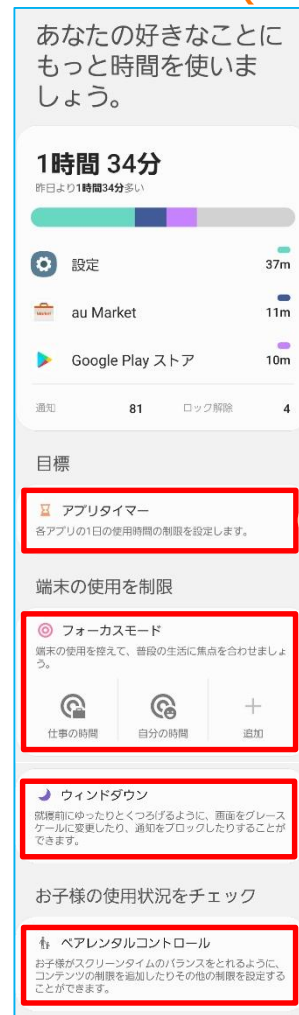 あなたの好きなことに
もっと時間を使いま
しょう。
1時間 34分
昨日より1時間34分多い
設定 37m
au Market 11m
Google Play ストア 10m
通知 81 ロック解除 4
目標
アプリタイマー
各アプリの1日の使用時間の制限を設定します。
端末の使用を制限
フォーカスモード
端末の使用を控えて、普段の生活に焦点を合わせましょ
う。
仕事の時間 自分の時間 追加
ウィンドダウン
就寝前にゆったりとくつろげるように、画面をグレース
ケールに変更したり、通知をブロックしたりすることが
できます。
お子様の使用状況をチェック
ペアレンタルコントロール
お子様がスクリーンタイムのバランスをとれるように、
コンテンツの制限を追加したりその他の制限を設定する
ことができます。